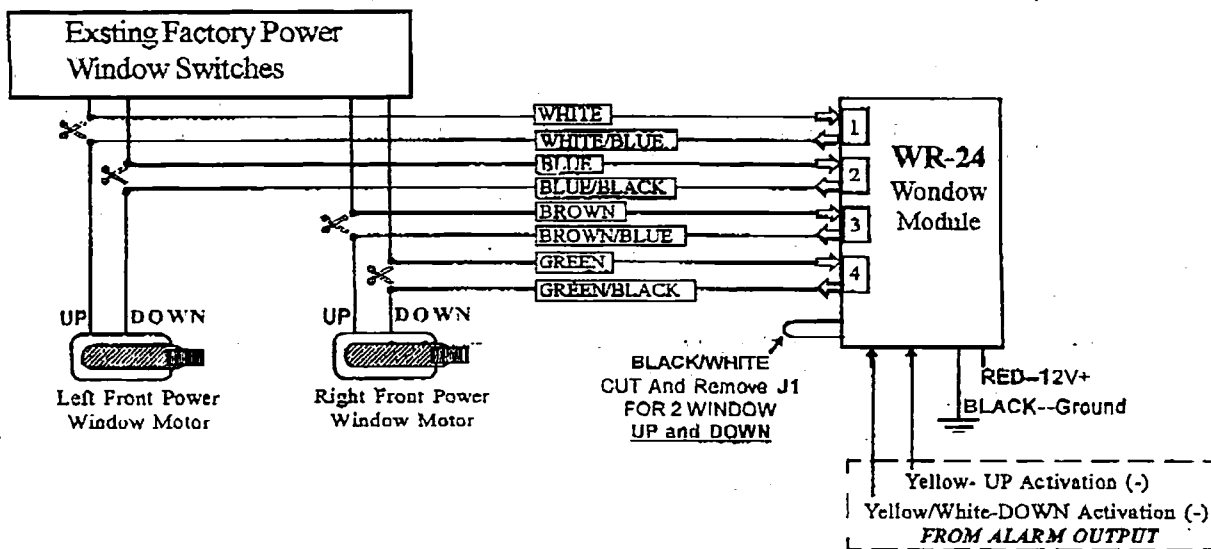 Exsting Factory Power
Window Switches
WHITE
WHITE/BLUE
BLUE
BLUE/BLACK
BROWN
BROWN/BLUE
GREEN
GREEN/BLACK
1
2
3
4
WR-24
Wondow
Module
UP
DOWN
UP
DOWN
Left Front Power
Window Motor
Right Front Power
Window Motor
BLACK/WHITE
CUT And Remove J1
FOR 2 WINDOW
UP and DOWN
RED--12V+
BLACK--Ground
Yellow- UP Activation (-)
Yellow/White-DOWN Activation (-)
FROM ALARM OUTPUT